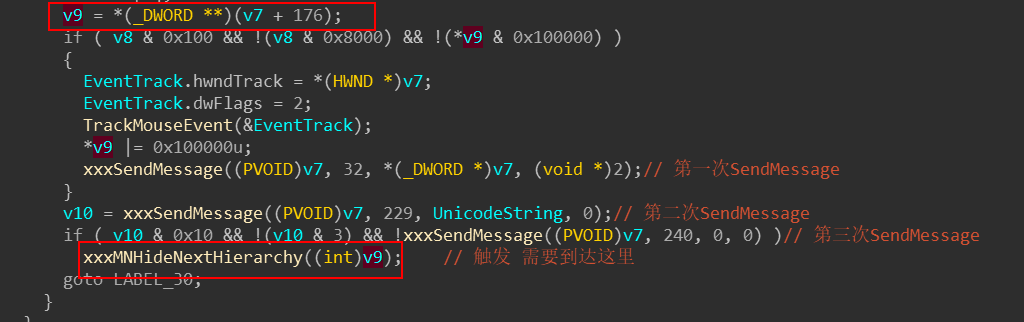 v9 = *(_DWORD **)(v7 + 176);
if ( v8 & 0x100 && !(v8 & 0x8000) && !(*v9 & 0x100000) )
{
EventTrack.hwndTrack = *(HWND *)v7;
EventTrack.dwFlags = 2;
TrackMouseEvent(&EventTrack);
*v9 |= 0x100000u;
xxxSendMessage((PVOID)v7, 32, *(_DWORD *)v7, (void *)2);// 第一次SendMessage
}
v10 = xxxSendMessage((PVOID)v7, 229, UnicodeString, 0);// 第二次SendMessage
if ( v10 & 0x10 && !(v10 & 3) && !xxxSendMessage((PVOID)v7, 240, 0, 0) )// 第三次SendMessage
xxxMNHideNextHierarchy((int)v9); // 触发 需要到达这里
goto LABEL_30;
}
}